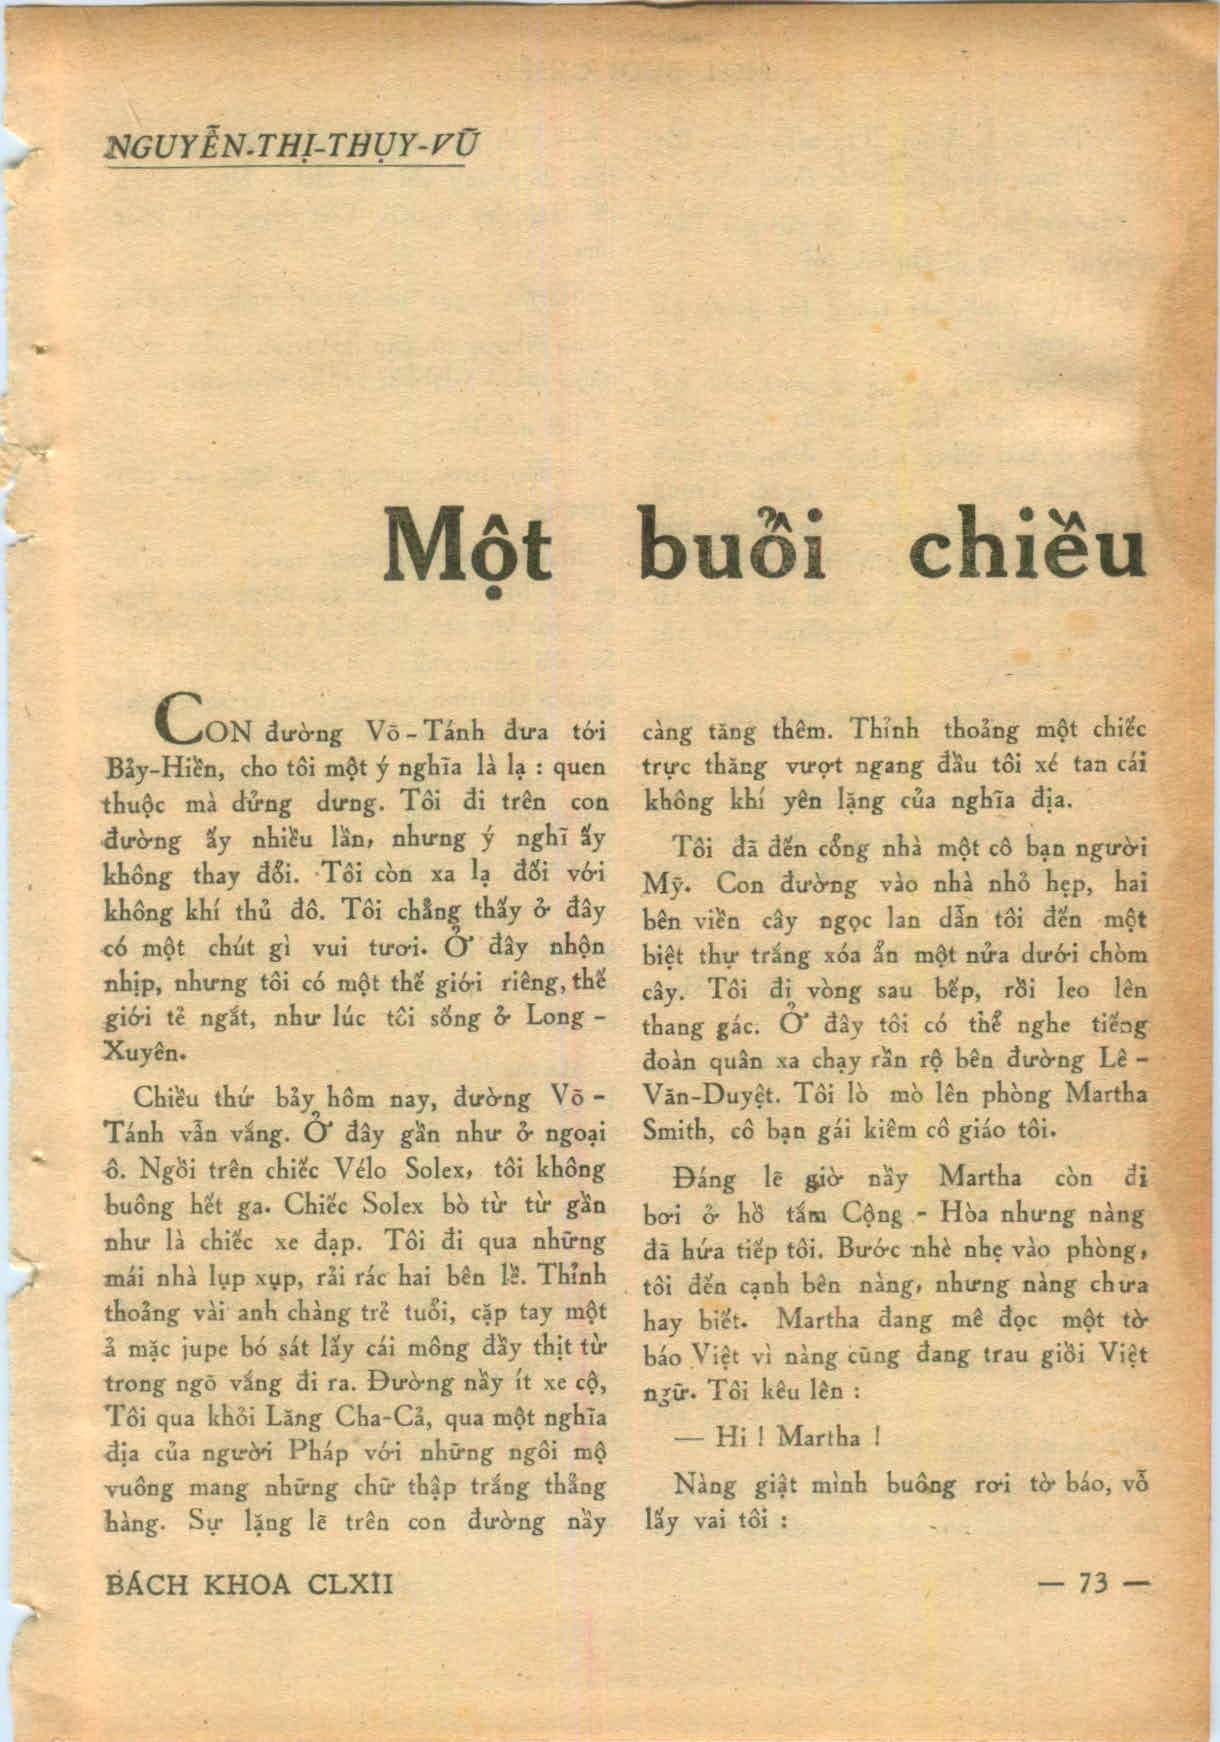 NGUYỄN-THỊ-THỤY-VŨ
Một buổi chiều
CON đường Võ-Tánh đưa tới
Bảy-Hiền, cho tôi một ý nghĩa là lạ : quen
thuộc mà dửng dưng. Tôi đi trên con
đường ấy nhiều lần, nhưng ý nghĩ ấy
không thay đổi. Tôi còn xa lạ đối với
không khí thủ đô. Tôi chẳng thấy ở đây
có một chút gì vui tươi. Ở đây nhộn
nhịp, nhưng tôi có một thế giới riêng, thế
giới tẻ ngắt, như lúc tôi sống ở Long -
Xuyên.
Chiều thứ bảy hôm nay, đường Võ -
Tánh vẫn vắng. Ở đây gần như ở ngoại
ô. Ngồi trên chiếc Vélo Solex, tôi không
buông hết ga. Chiếc Solex bò từ từ gần
như là chiếc xe đạp. Tôi đi qua những
mái nhà lụp xụp, rải rác hai bên lề. Thỉnh
thoảng vài anh chàng trẻ tuổi, cặp tay một
ả mặc jupe bó sát lấy cái mông đầy thịt từ
trong ngõ vắng đi ra. Đường nầy ít xe cộ,
Tôi qua khỏi Lăng Cha-Cả, qua một nghĩa
địa của người Pháp với những ngôi mộ
vuông mang những chữ thập trắng thẳng
hàng. Sự lặng lẽ trên con đường nầy
càng tăng thêm. Thỉnh thoảng một chiếc
trực thăng vượt ngang đầu tôi xé tan cái
không khí yên lặng của nghĩa địa.
Tôi đã đến cổng nhà một cô bạn người
Mỹ. Con đường vào nhà nhỏ hẹp, hai
bên viền cây ngọc lan dẫn tôi đến một
biệt thự trắng xóa ẩn một nửa dưới chòm
cây. Tôi đi vòng sau bếp, rồi leo lên
thang gác. Ở đây tôi có thể nghe tiếng
đoàn quân xa chạy rần rộ bên đường Lê -
Văn-Duyệt. Tôi lò mò lên phòng Martha
Smith, cô bạn gái kiêm cô giáo tôi.
Đáng lẽ giờ nầy Martha còn đi
bơi ở hồ tắm Cộng - Hòa nhưng nàng
đã hứa tiếp tôi. Bước nhè nhẹ vào phòng,
tôi đến cạnh bên nàng, nhưng nàng chưa
hay biết. Martha đang mê đọc một tờ
báo Việt vì nàng cũng đang trau giồi Việt
ngữ. Tôi kêu lên :
— Hi ! Martha !
Nàng giật mình buông rơi tờ báo, vỗ
lấy vai tôi :
BÁCH KHOA CLXII
— 73 —